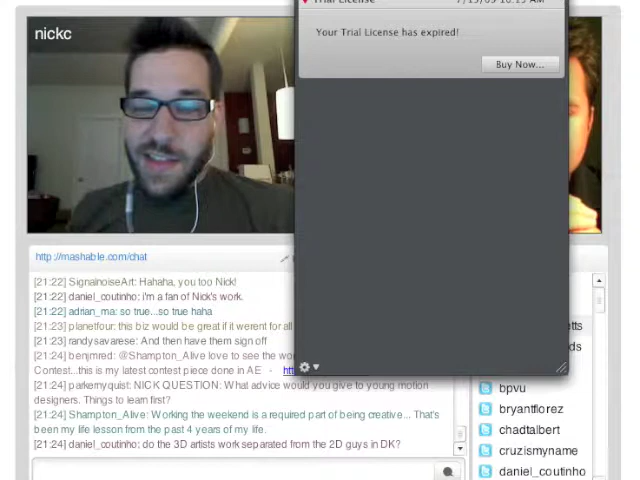 nickc
Your Trial License has expired!
Buy Now...
http://mashable.com/chat
[21:22] SignalnoiseArt: Hahaha, you too Nick!
[21:22] daniel_coutinho: i'm a fan of Nick's work.
[21:22] adrian_ma: so true...so true haha
[21:23] planetfour: this biz would be great if it werent for all
[21:23] randysavarese: And then have them sign off
[21:24] benjmred: @Shampton_Alive love to see the
Contest...this is my latest contest piece done in AE -
[21:24] parkemyquist: NICK QUESTION: What advice would you give to young motion
designers. Things to learn first?
[21:24] Shampton_Alive: Working the weekend is a required part of being creative... That's
been my life lesson from the past 4 years of my life.
[21:24] daniel_coutinho: do the 3D artists work separated from the 2D guys in DK?
bpvu
bryantflorez
chadtalbert
cruzismyname
daniel_coutinho